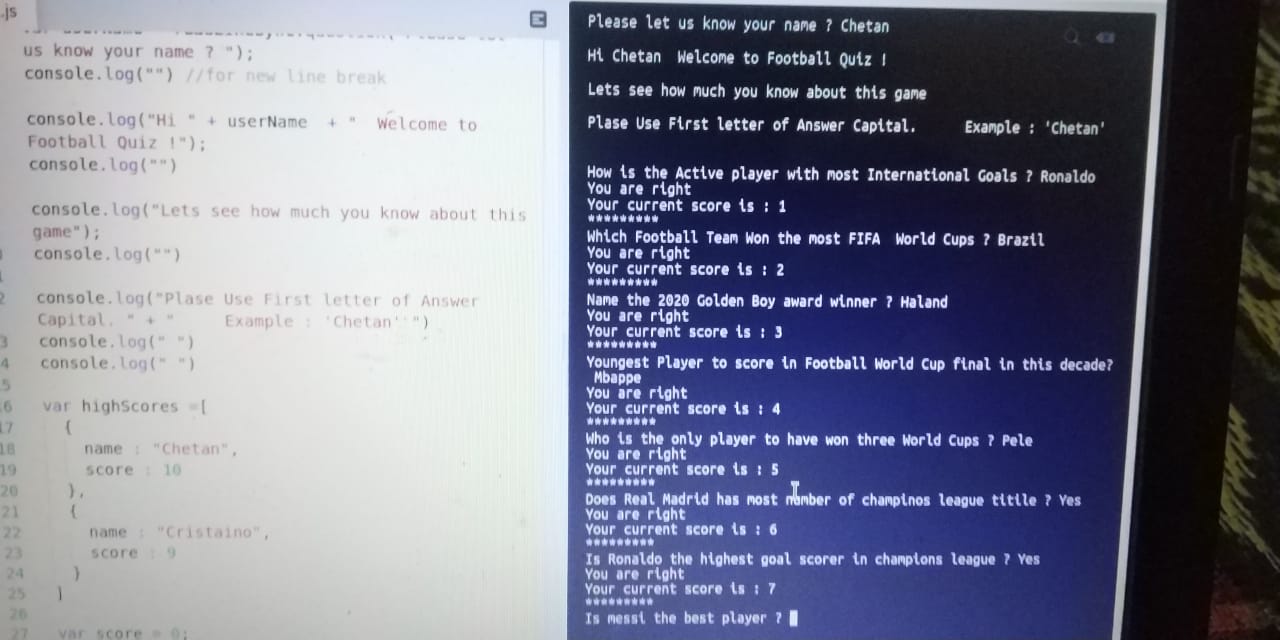 .js
us know your name ? ");
console.log("") //for new line break
console.log("Hi " + userName  + "  Welcome to
Football Quiz !");
console.log("")
console.log("Lets see how much you know about this
game");
console.log("")
console.log("Plase Use First letter of Answer
Capital. " + "     Example : 'Chetan'")
13 console.log(" ")
14 console.log(" ")
15
16 var highScores =[
17 {
18 name : "Chetan",
19 score : 10
20 },
21 {
22 name : "Cristaino",
23 score : 9
24 }
25 ]
26
27 var score = 0;
Please let us know your name ? Chetan
Hi Chetan  Welcome to Football Quiz !
Lets see how much you know about this game
Plase Use First letter of Answer Capital.     Example : 'Chetan'
How is the Active player with most International Goals ? Ronaldo
You are right
Your current score is : 1
*********
Which Football Team Won the most FIFA  World Cups ? Brazil
You are right
Your current score is : 2
*********
Name the 2020 Golden Boy award winner ? Haland
You are right
Your current score is : 3
*********
Youngest Player to score in Football World Cup final in this decade?
Mbappe
You are right
Your current score is : 4
*********
Who is the only player to have won three World Cups ? Pele
You are right
Your current score is : 5
*********
Does Real Madrid has most number of champinos league titile ? Yes
You are right
Your current score is : 6
*********
Is Ronaldo the highest goal scorer in champions league ? Yes
You are right
Your current score is : 7
*********
Is messi the best player ?